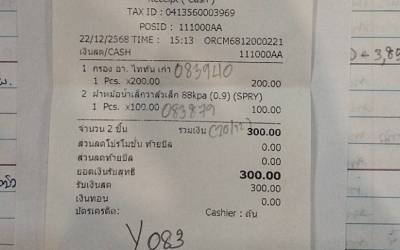 Receipt ( Cash )
TAX ID : 0413560003969
POSID : 111000AA
22/12/2568 TIME : 15:13 ORCM6812000221
เงินสด/CASH 111000AA
1 กรอง อา. ไททัน เก่า 083940
1 Pcs. x200.00 200.00
2 ฝาหม้อน้ำเล็กวาล์วเล็ก 88kpa (0.9) (SPRY)
1 Pcs. x100.00 083879 100.00
จำนวน 2 ชิ้น รวมเงิน 300.00
ส่วนลดโปรโมชั่น ท้ายบิล 0.00
ส่วนลดท้ายบิล 0.00
ยอดเงินรับสุทธิ 300.00
รับเงินสด 300.00
เงินทอน 0.00
บัตรเครดิต: Cashier :
Y083